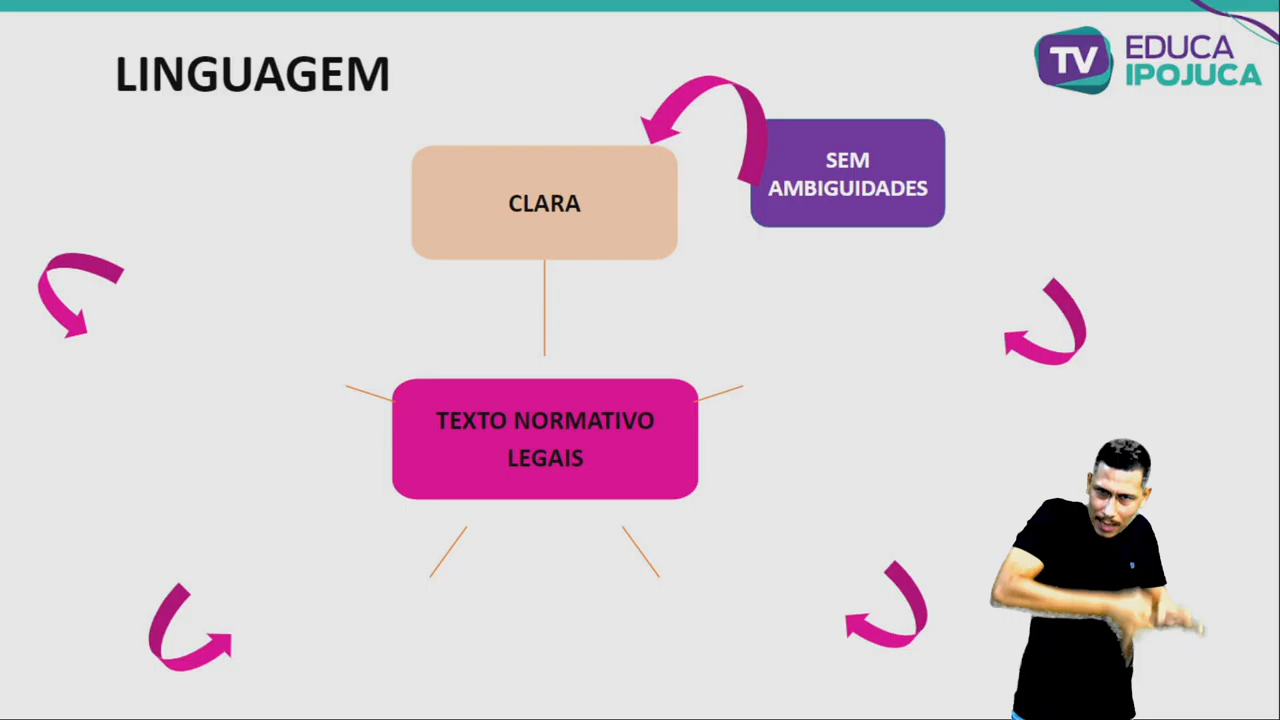 LINGUAGEM
TV EDUCA
IPOJUCA
SEM
AMBIGUIDADES
CLARA
TEXTO NORMATIVO
LEGAIS